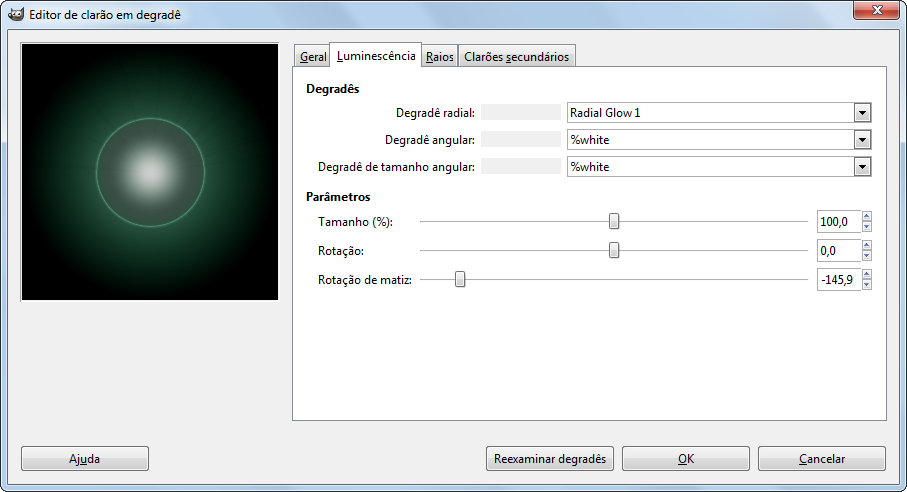 Editor de clarão em degradê
Geral Luminescência Raios Clarões secundários
Degradês
Degradê radial: Radial Glow 1
Degradê angular: %white
Degradê de tamanho angular: %white
Parâmetros
Tamanho (%): 100,0
Rotação: 0,0
Rotação de matiz: -145,9
Ajuda Reexaminar degradês OK Cancelar